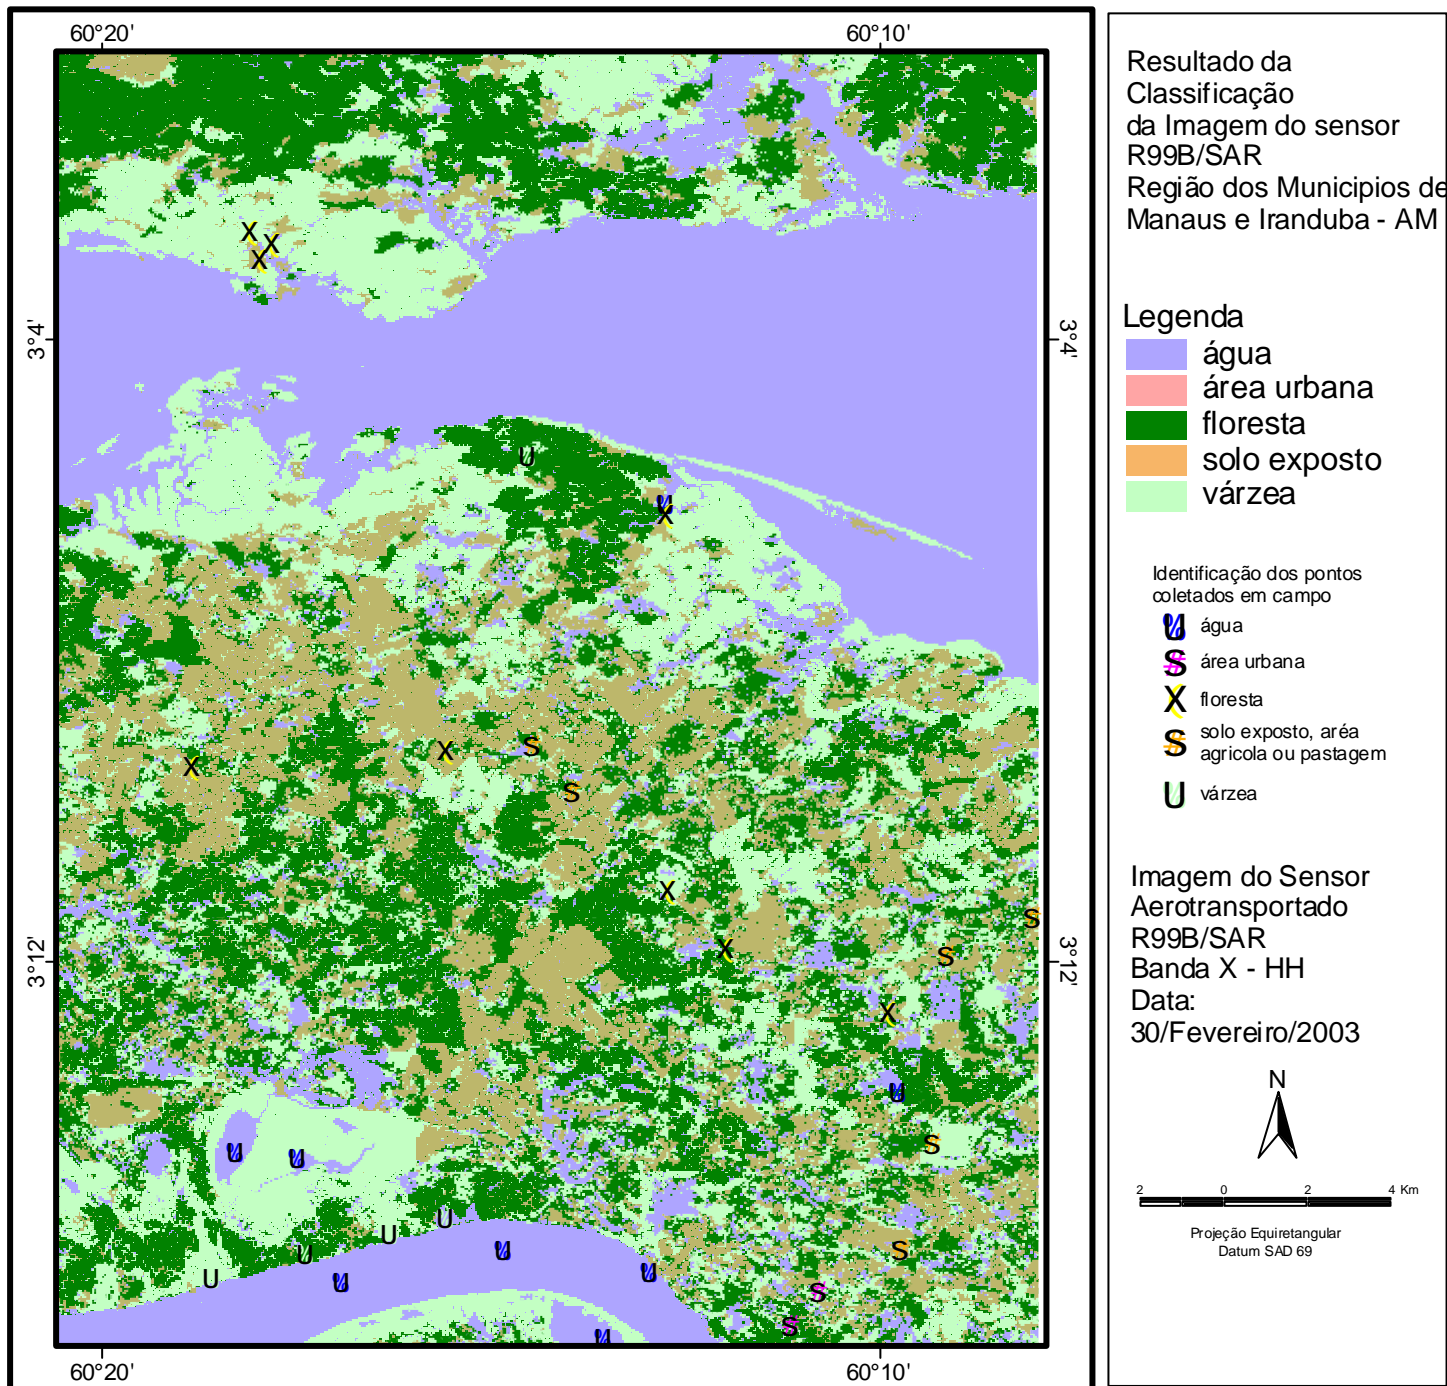 60°20'
60°10'
3°4'
3°4'
3°12'
3°12'
60°20'
60°10'
X
X
X
U
U
X
X
X
S
S
X
X
S
S
X
U
S
U
U
U
U
U
U
U
S
U
U
S
S
U
Resultado da
Classificação
da Imagem do sensor
R99B/SAR
Região dos Municipios de
Manaus e Iranduba - AM
Legenda
água
área urbana
floresta
solo exposto
várzea
Identificação dos pontos
coletados em campo
U água
S área urbana
X floresta
S solo exposto, aréa
agricola ou pastagem
U várzea
Imagem do Sensor
Aerotransportado
R99B/SAR
Banda X - HH
Data:
30/Fevereiro/2003
N
2 0 2 4 Km
Projeção Equiretangular
Datum SAD 69